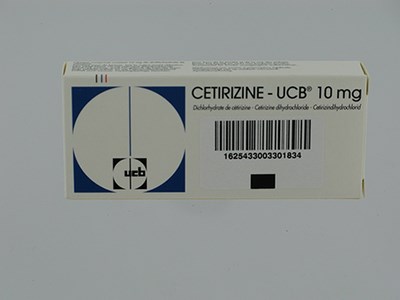 CETIRIZINE - UCB® 10 mg
Dichlorhydrate de cétirizine - Cetirizine dihydrochloride - Cetirizindihydrochlorid
1625433003301834
ucb